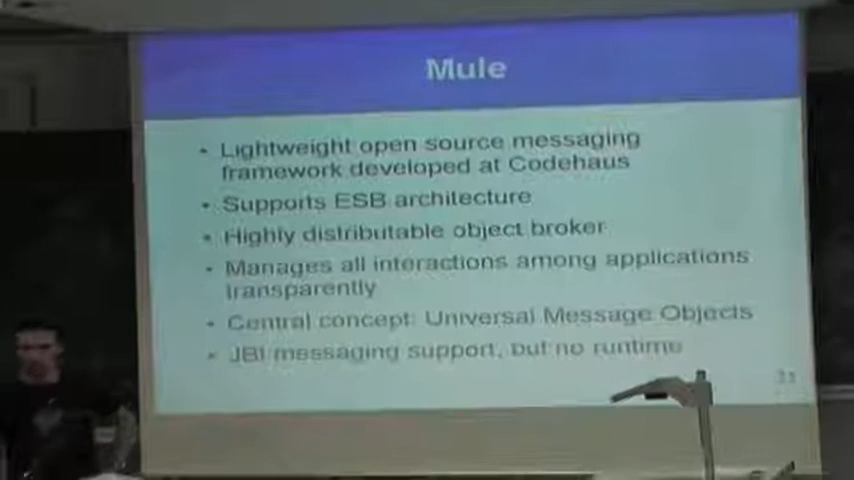 Mule
• Lightweight open source messaging
framework developed at Codehaus
• Supports ESB architecture
• Highly distributable object broker
• Manages all interactions among applications
transparently
• Central concept: Universal Message Objects
• JBI messaging support, but no runtime